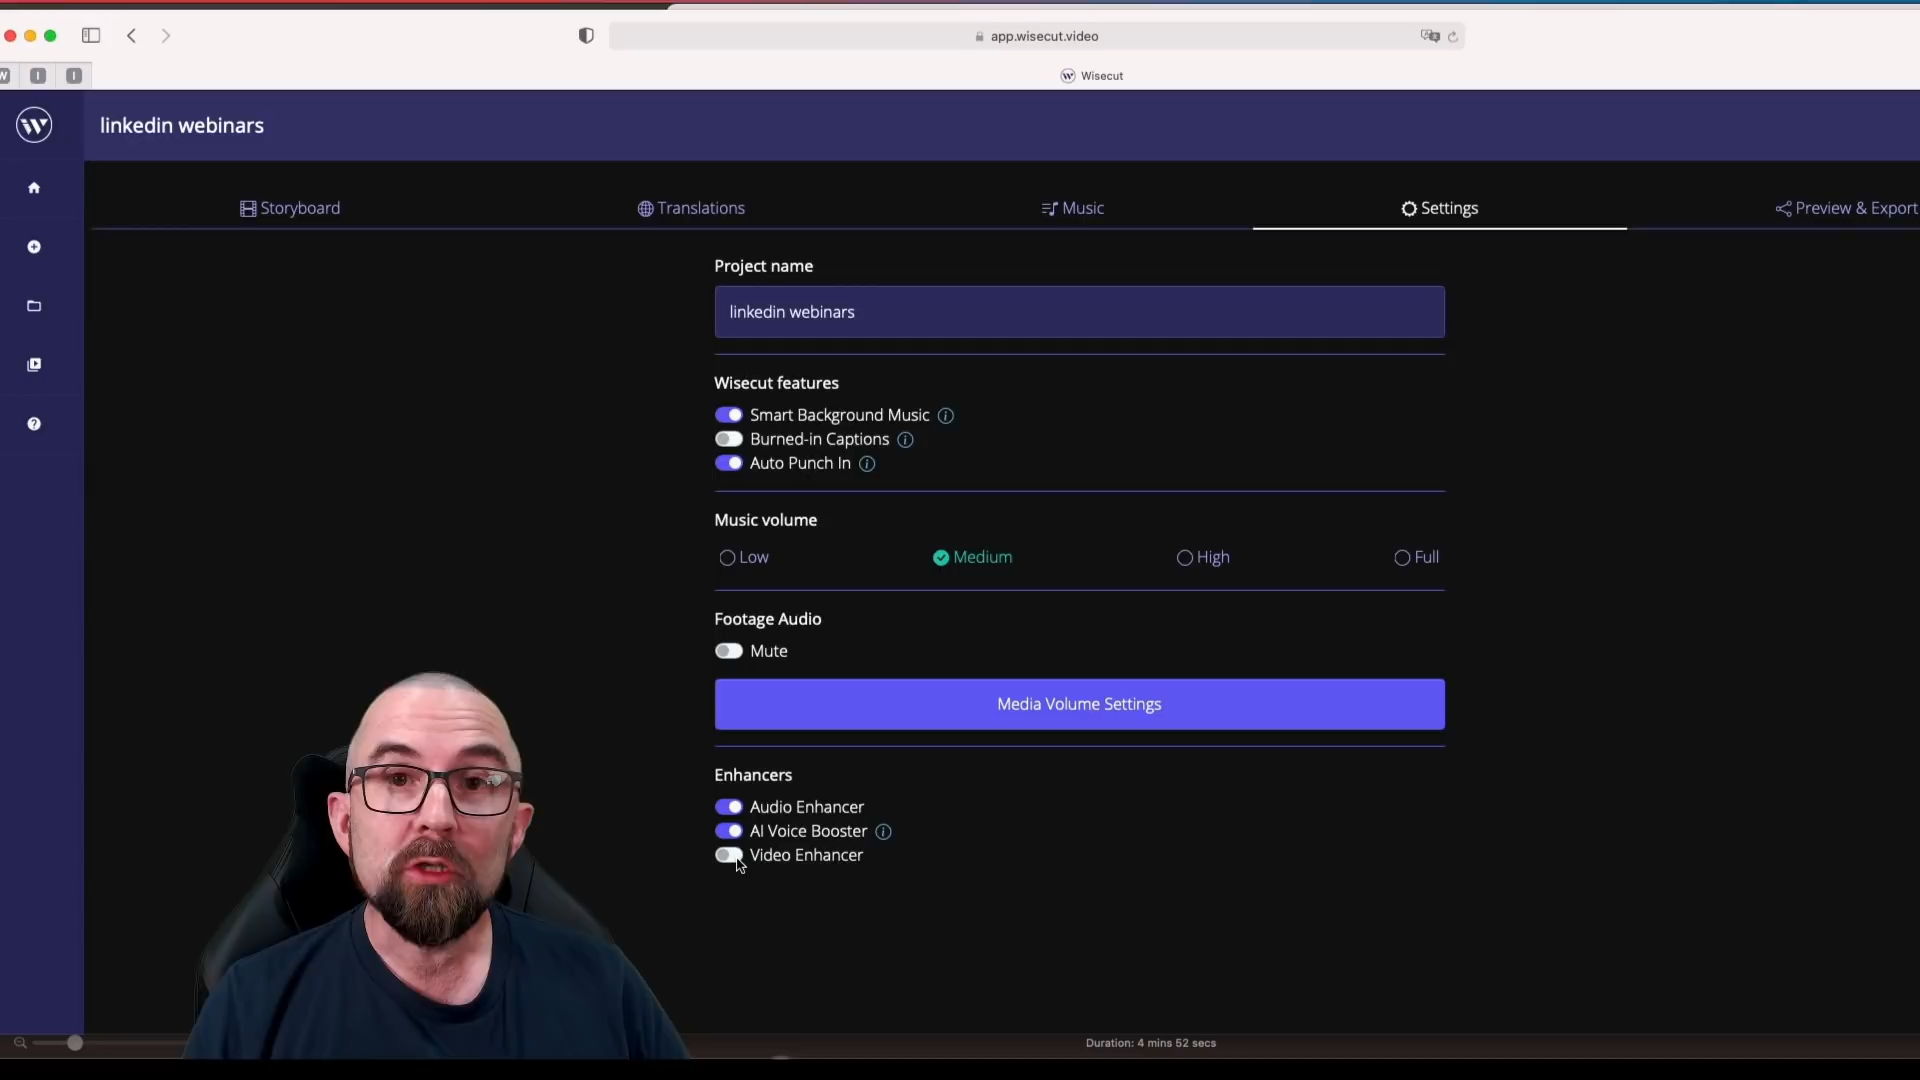 app.wisecut.video
W
I
I
Wisecut
W
linkedin webinars
Storyboard
Translations
Music
Settings
Preview & Export
Project name
linkedin webinars
Wisecut features
Smart Background Music
Burned-in Captions
Auto Punch In
Music volume
Low
Medium
High
Full
Footage Audio
Mute
Media Volume Settings
Enhancers
Audio Enhancer
AI Voice Booster
Video Enhancer
Duration: 4 mins 52 secs